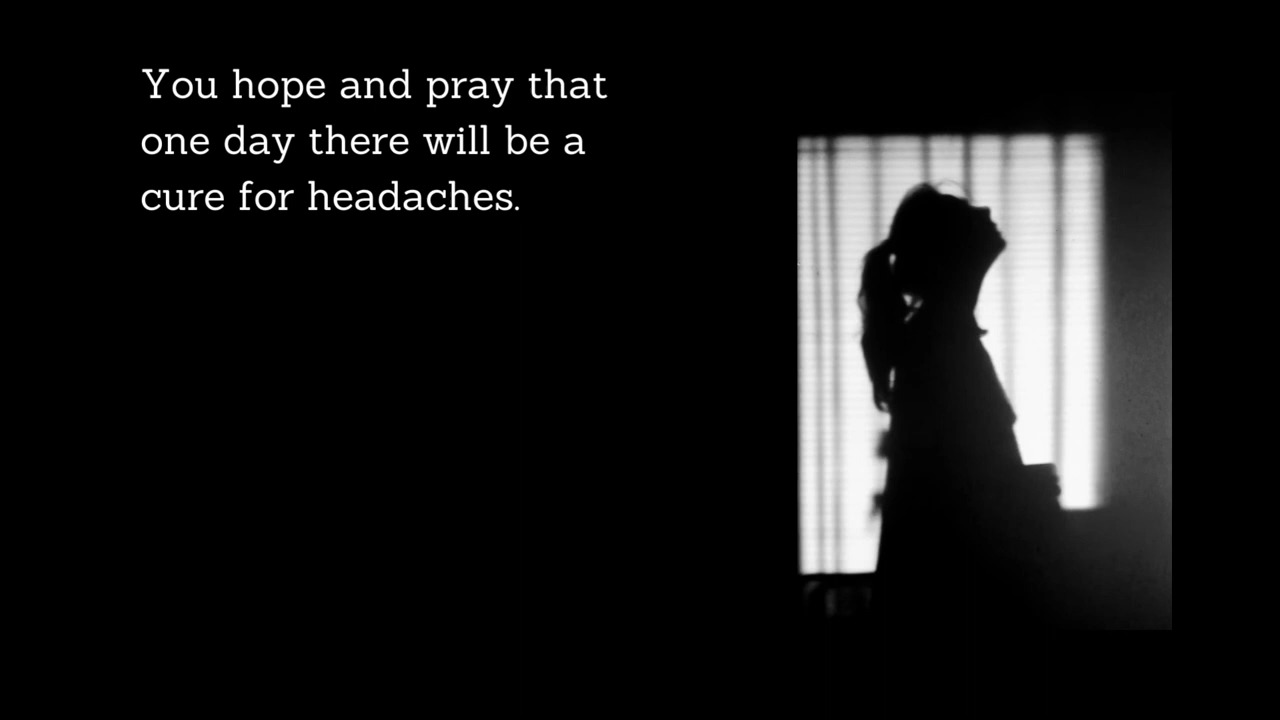 You hope and pray that
one day there will be a
cure for headaches.